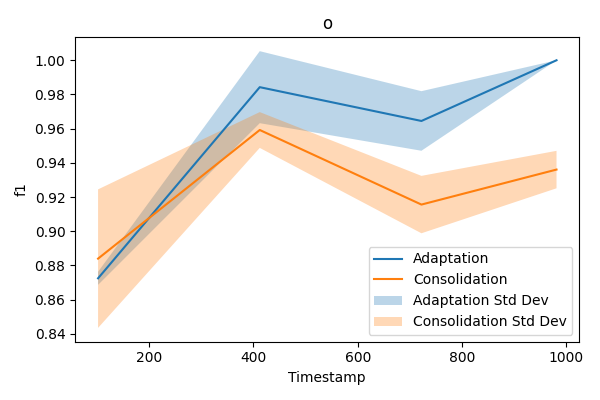 o
f1
1.00
0.98
0.96
0.94
0.92
0.90
0.88
0.86
0.84
200
400
600
800
1000
Timestamp
Adaptation
Consolidation
Adaptation Std Dev
Consolidation Std Dev